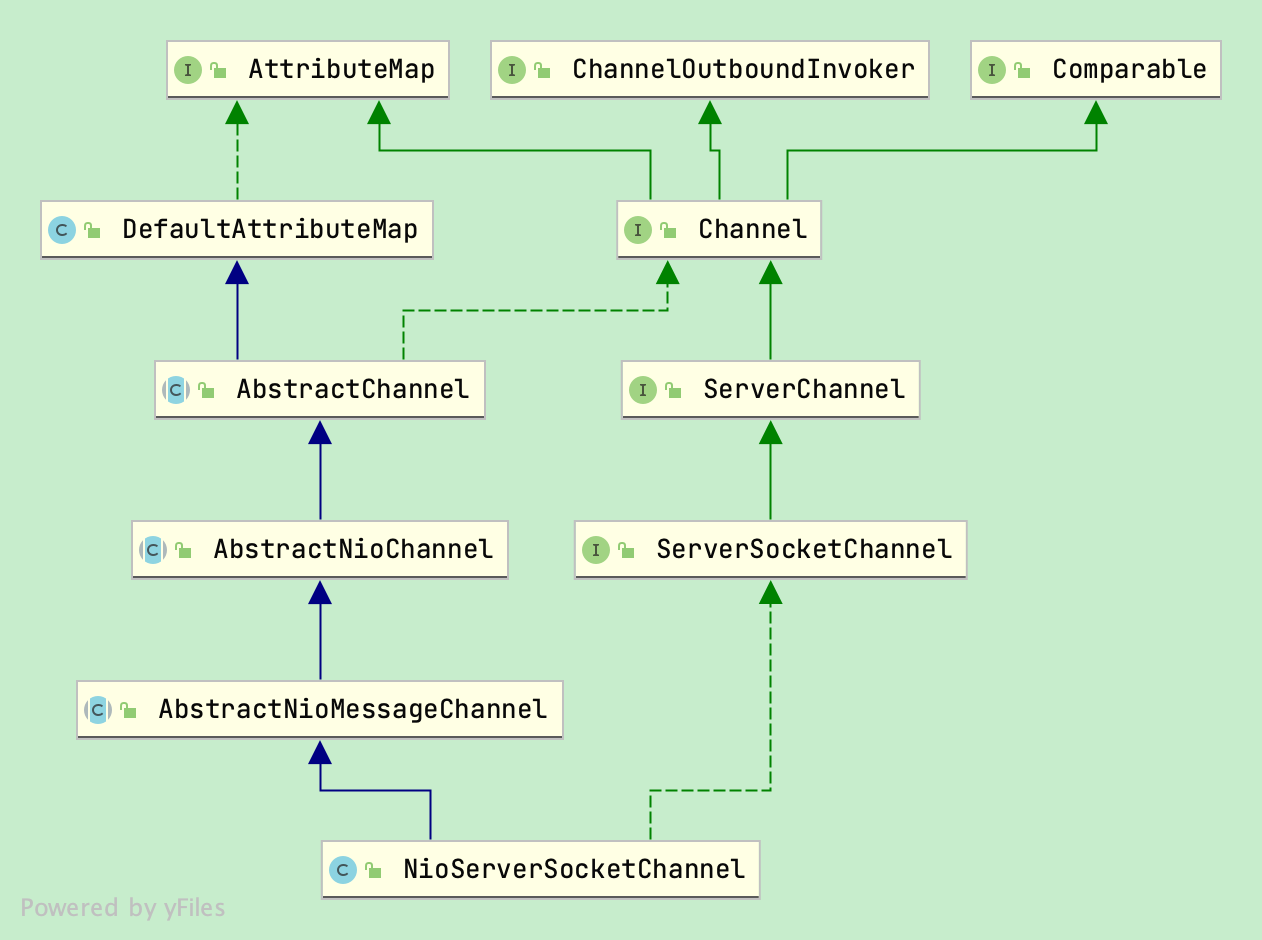 I AttributeMap
I ChannelOutboundInvoker
I Comparable
C DefaultAttributeMap
I Channel
C AbstractChannel
I ServerChannel
C AbstractNioChannel
I ServerSocketChannel
C AbstractNioMessageChannel
C NioServerSocketChannel
Powered by yFiles